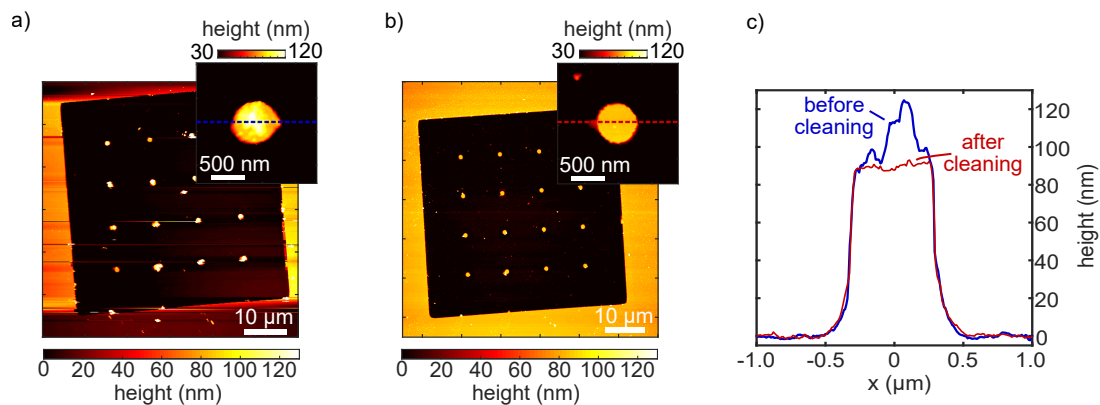 a)
height (nm)
30 120
500 nm
10 µm
0 20 40 60 80 100 120
height (nm)
b)
height (nm)
30 120
500 nm
10 µm
0 20 40 60 80 100 120
height (nm)
c)
before
cleaning
after
cleaning
120
100
80
60
40
20
0
height (nm)
-1.0 -0.5 0 0.5 1.0
x (µm)